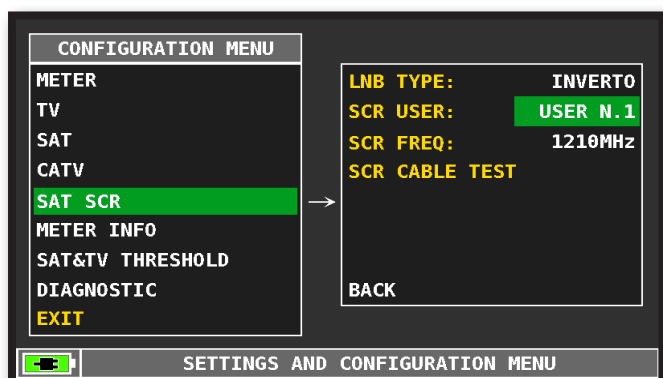 CONFIGURATION MENU
METER
TV
SAT
CATV
SAT SCR
METER INFO
SAT&TV THRESHOLD
DIAGNOSTIC
EXIT
→
LNB TYPE: INVERTO
SCR USER: USER N.1
SCR FREQ: 1210MHz
SCR CABLE TEST
BACK
SETTINGS AND CONFIGURATION MENU